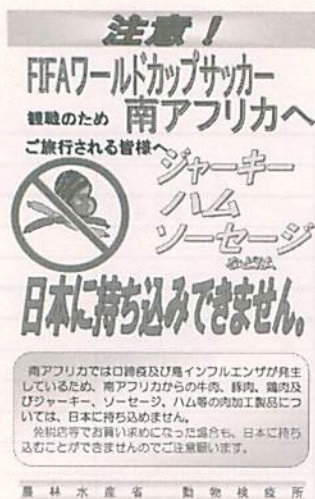 注意！
FIFAワールドカップサッカー
観戦のため 南アフリカへ
ご旅行される皆様へ
ジャーキー
ハム
ソーセージ
などは
日本に持ち込みできません。
南アフリカでは口蹄疫及び鳥インフルエンザが発生
しているため、南アフリカからの牛肉、豚肉、鶏肉及
びジャーキー、ソーセージ、ハム等の肉加工製品につ
いては、日本に持ち込めません。
免税店等でお買い求めになった場合も、日本に持ち
込むことができませんのでご注意願います。
農林水産省 動物検疫所